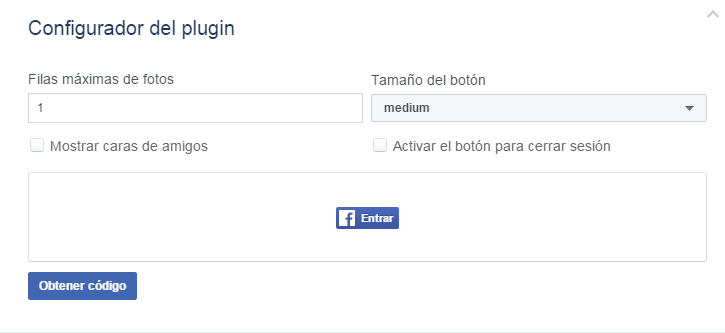 Configurador del plugin
Filas máximas de fotos
Tamaño del botón
1
medium
Mostrar caras de amigos
Activar el botón para cerrar sesión
Entrar
Obtener código